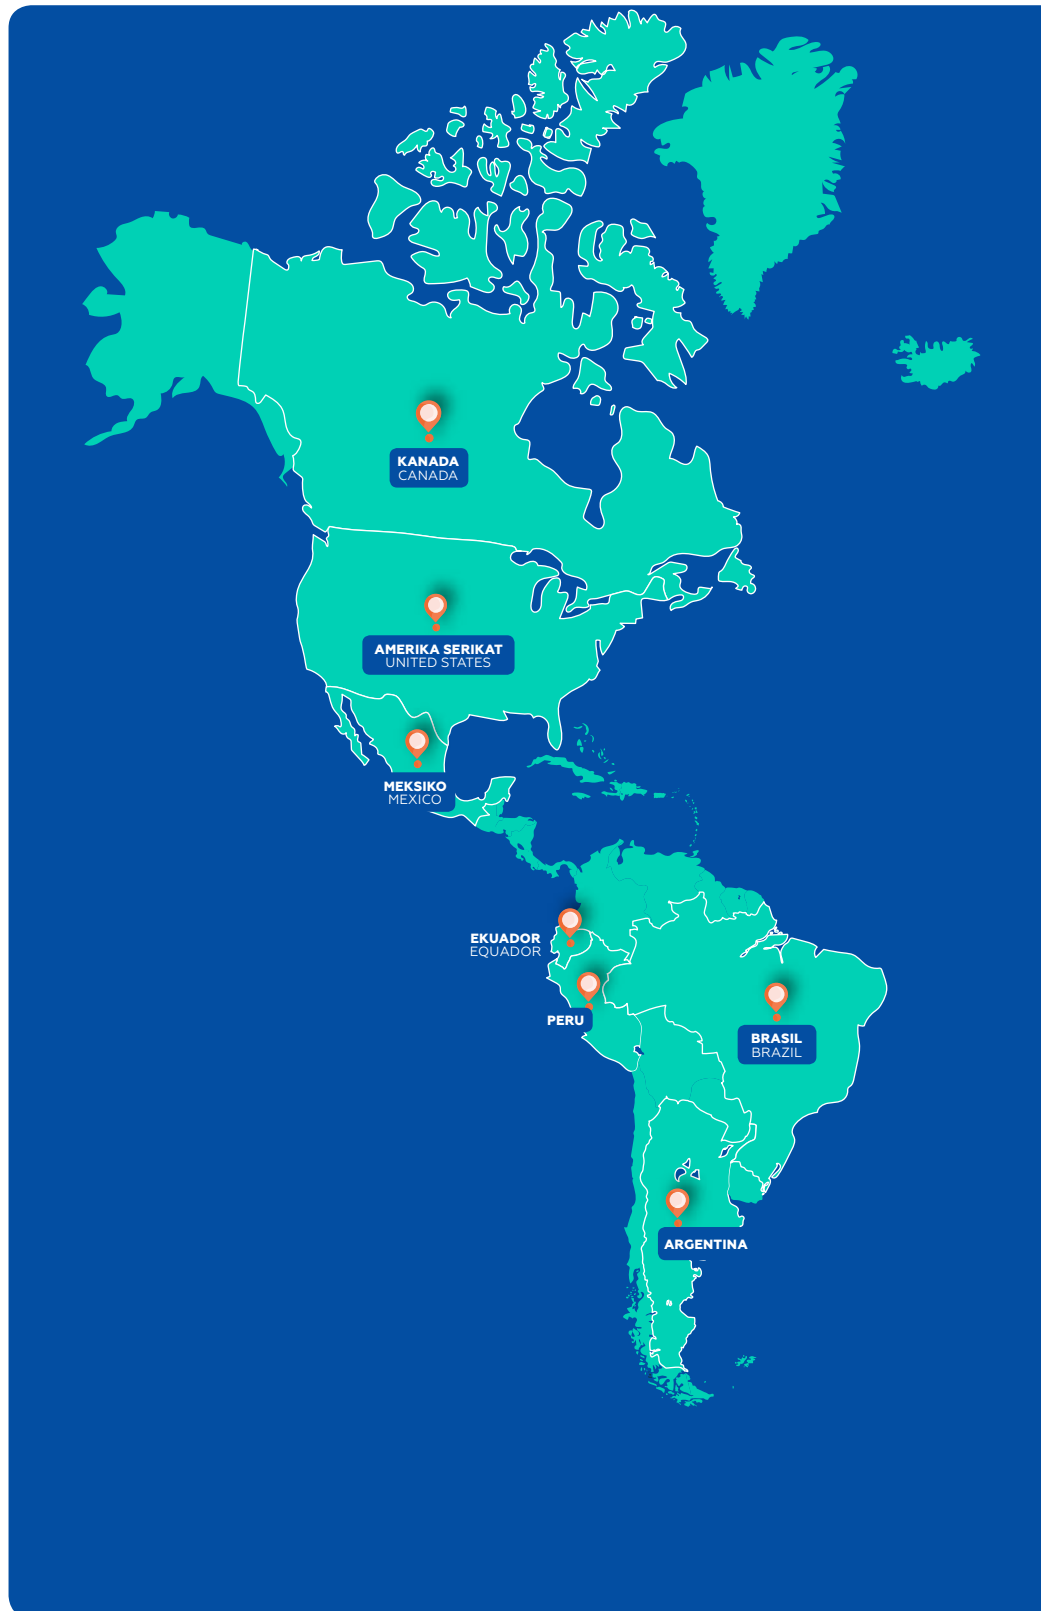 KANADA
CANADA
AMERIKA SERIKAT
UNITED STATES
MEKSIKO
MEXICO
EKUADOR
EQUADOR
PERU
BRASIL
BRAZIL
ARGENTINA